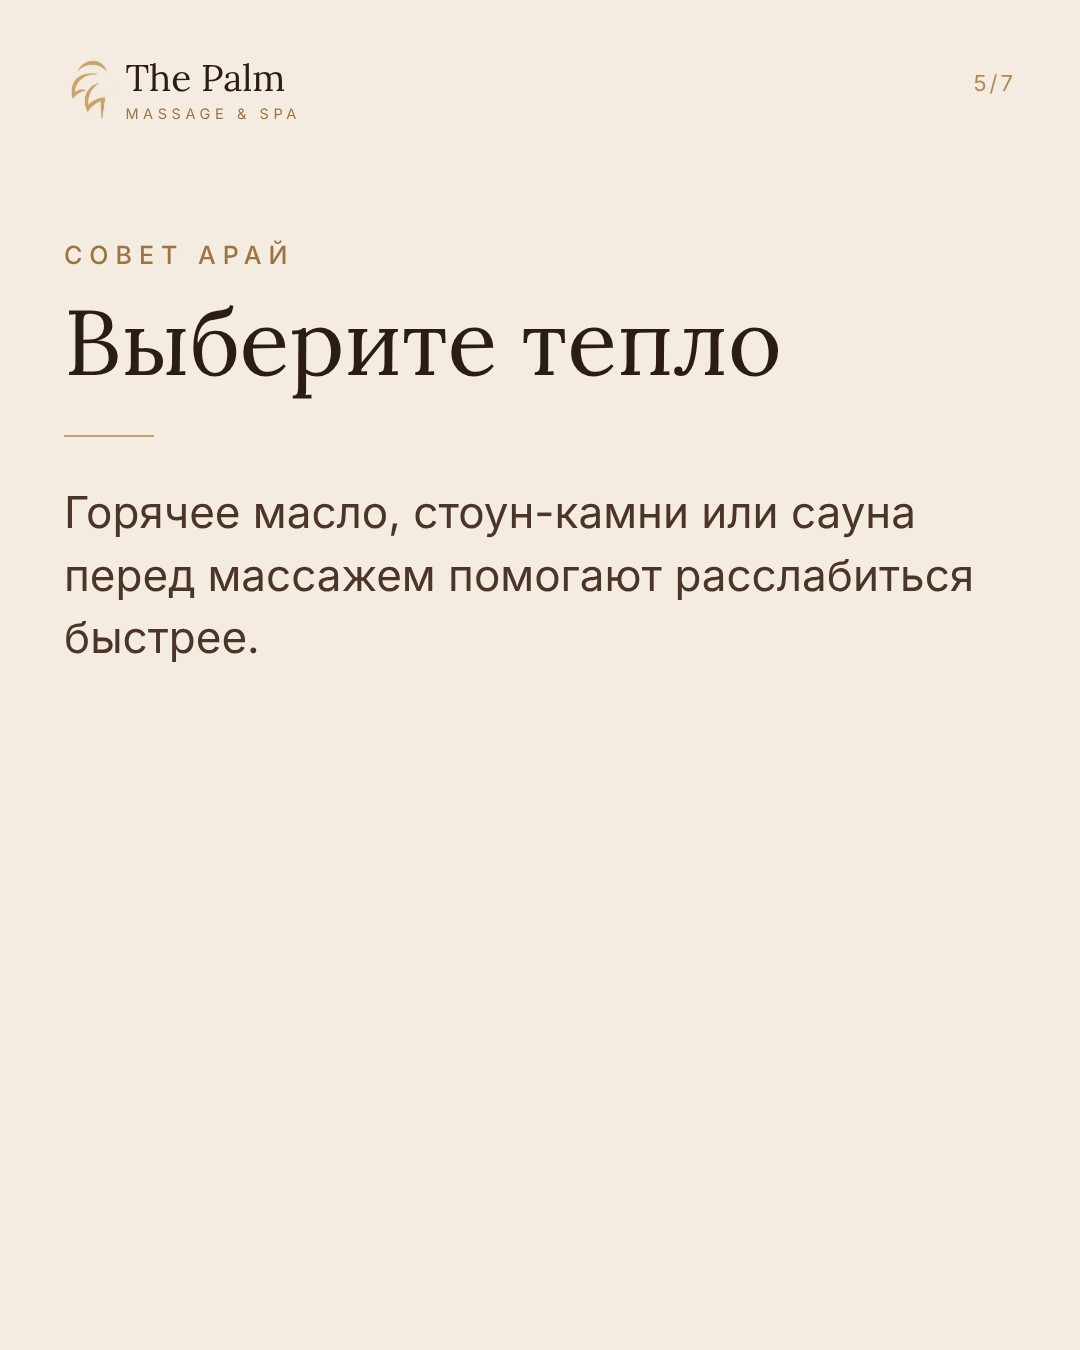 The Palm
MASSAGE & SPA
5/7
СОВЕТ АРАЙ
Выберите тепло
Горячее масло, стоун-камни или сауна
перед массажем помогают расслабиться
быстрее.